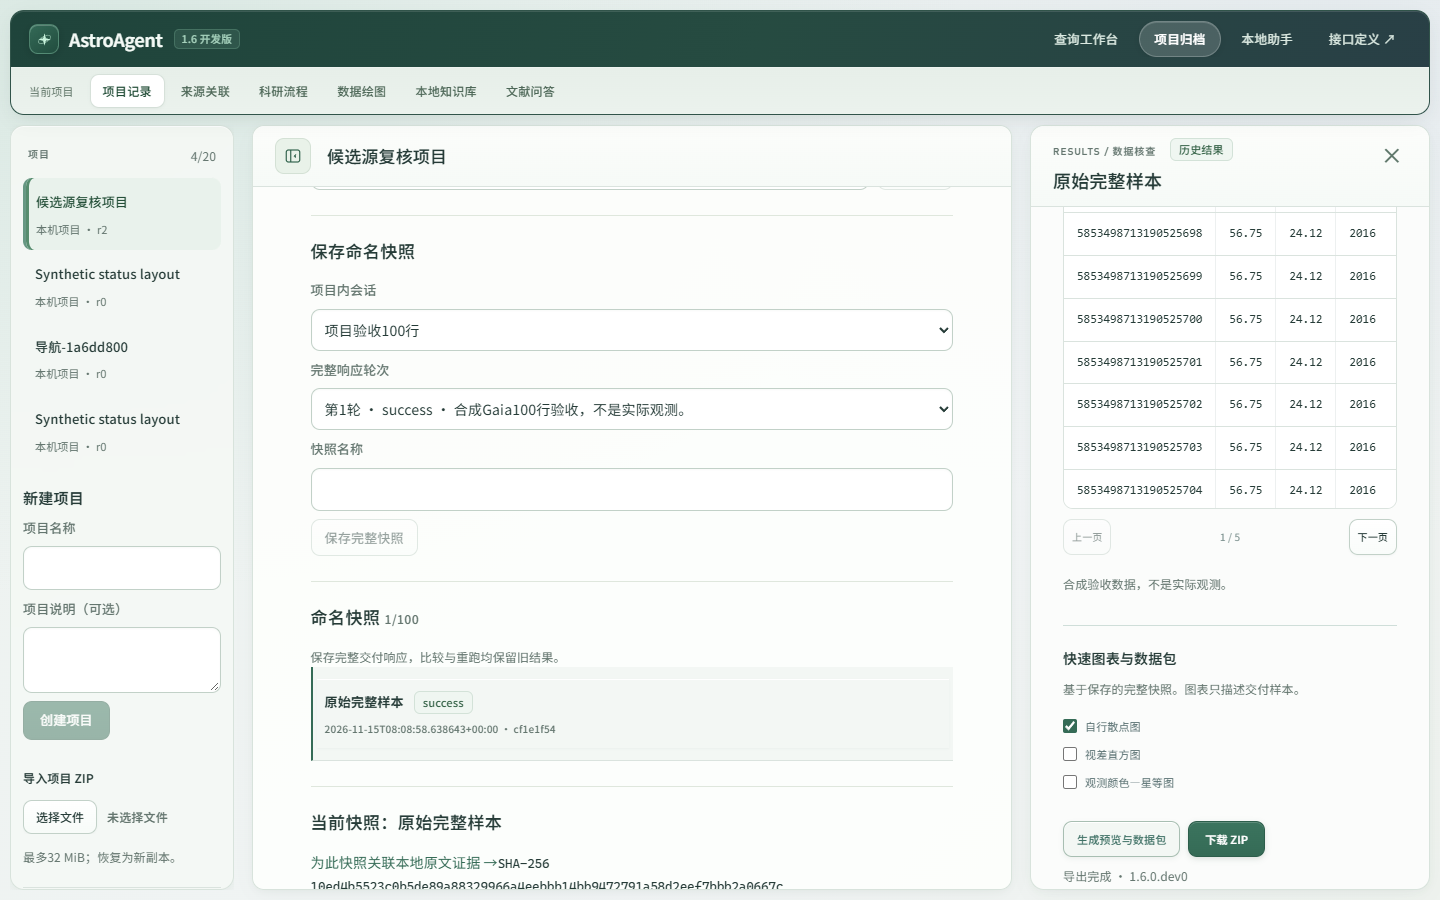 AstroAgent
1.6 开发版
查询工作台
项目归档
本地助手
接口定义 ↗
当前项目
项目记录
来源关联
科研流程
数据绘图
本地知识库
文献问答
项目
4/20
候选源复核项目
本机项目 · r2
Synthetic status layout
本机项目 · r0
导航-1a6dd800
本机项目 · r0
Synthetic status layout
本机项目 · r0
新建项目
项目名称
项目说明（可选）
创建项目
导入项目 ZIP
选择文件
未选择文件
最多32 MiB；恢复为新副本。
候选源复核项目
保存命名快照
项目内会话
项目验收100行
完整响应轮次
第1轮 · success · 合成Gaia100行验收，不是实际观测。
快照名称
保存完整快照
命名快照 1/100
保存完整交付响应，比较与重跑均保留旧结果。
原始完整样本
success
2026-11-15T08:08:58.638643+00:00 · cf1e1f54
当前快照：原始完整样本
为此快照关联本地原文证据 →SHA-256
10ed4b5523c0b5de89a88329966a4eebbb14bb9472791a58d2eef7bbb2a0667c
RESULTS / 数据核查
历史结果
原始完整样本
5853498713190525698 56.75 24.12 2016
5853498713190525699 56.75 24.12 2016
5853498713190525700 56.75 24.12 2016
5853498713190525701 56.75 24.12 2016
5853498713190525702 56.75 24.12 2016
5853498713190525703 56.75 24.12 2016
5853498713190525704 56.75 24.12 2016
上一页
1 / 5
下一页
合成验收数据，不是实际观测。
快速图表与数据包
基于保存的完整快照。图表只描述交付样本。
自行散点图
视差直方图
观测颜色—星等图
生成预览与数据包
下载 ZIP
导出完成 · 1.6.0.dev0